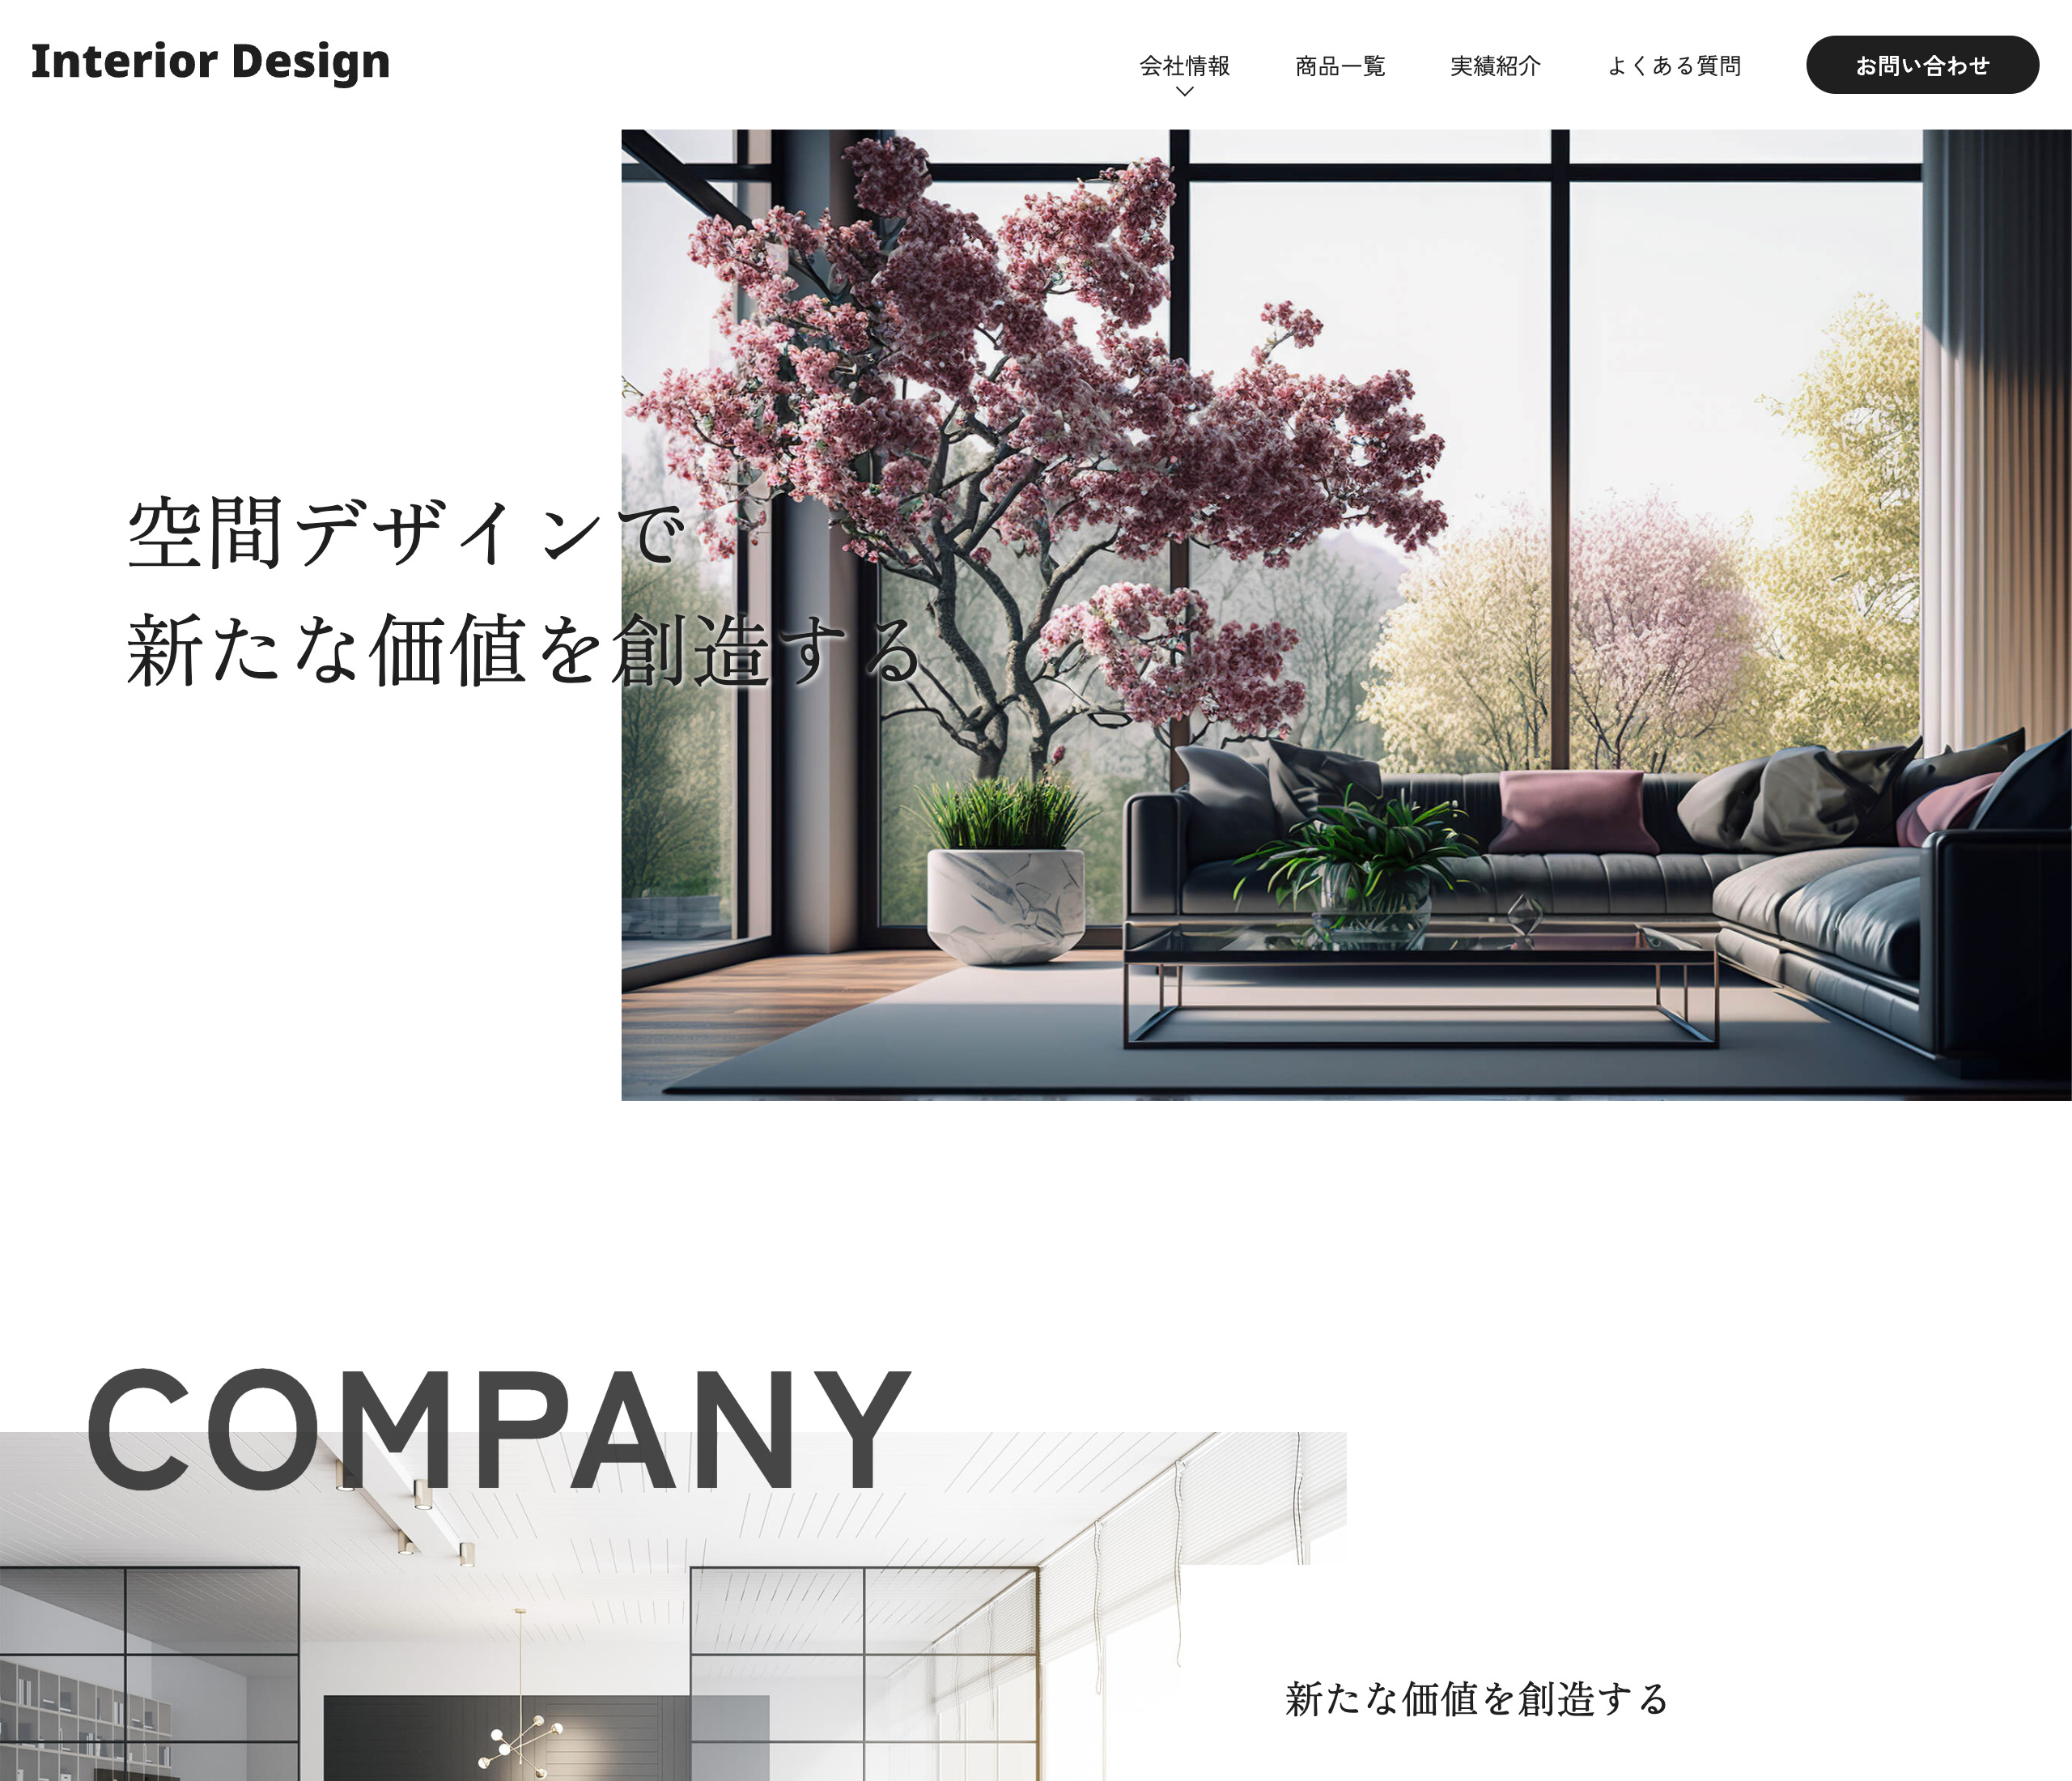 Interior Design
会社情報
商品一覧
実績紹介
よくある質問
お問い合わせ
空間デザインで
新たな価値を創造する
COMPANY
新たな価値を創造する